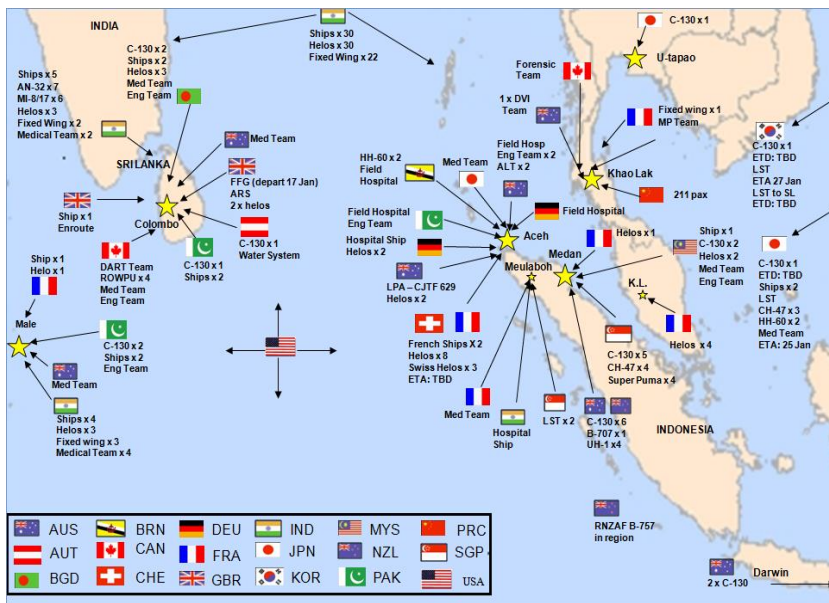 INDIA
Ships x 30
Helos x 30
Fixed Wing x 22
C-130 x 1
U-tapao
C-130 x 2
Ships x 2
Helos x 3
Med Team
Eng Team
Ships x 5
AN-32 x 7
MI-8/17 x 6
Helos x 3
Fixed Wing x 2
Medical Team x 2
Forensic
Team
1 x DVI
Team
Fixed wing x 1
MP Team
C-130 x 1
ETD: TBD
LST
ETA 27 Jan
LST to SL
ETD: TBD
Med Team
SRI LANKA
FFG (depart 17 Jan)
ARS
2 x helos
Ship x 1
Enroute
Colombo
C-130 x 1
Water System
C-130 x 1
Ships x 2
DART Team
ROWPU x 4
Med Team
Eng Team
HH-60 x 2
Field
Hospital
Med Team
Field Hosp
Eng Team x 2
ALT x 2
Khao Lak
211 pax
Field Hospital
Eng Team
Field Hospital
Aceh
Hospital Ship
Helos x 2
Medan
Meulaboh
Helos x 1
Ship x 1
C-130 x 2
Helos x 2
Med Team
Eng Team
C-130 x 1
ETD: TBD
Ships x 2
LST
CH-47 x 3
HH-60 x 2
Med Team
ETA: 25 Jan
LPA – CJTF 629
Helos x 2
K.L.
Helos x 4
Ship x 1
Helo x 1
Male
C-130 x 2
Ships x 2
Eng Team
Med Team
Ships x 4
Helos x 3
Fixed wing x 3
Medical Team x 4
French Ships X 2
Helos x 8
Swiss Helos x 3
ETA: TBD
C-130 x 5
CH-47 x 4
Super Puma x 4
Med Team
Hospital
Ship
LST x 2
C-130 x 6
B-707 x 1
UH-1 x4
INDONESIA
RNZAF B-757
in region
2 x C-130
Darwin
AUS BRN DEU IND MYS PRC
AUT CAN FRA JPN NZL SGP
BGD CHE GBR KOR PAK USA